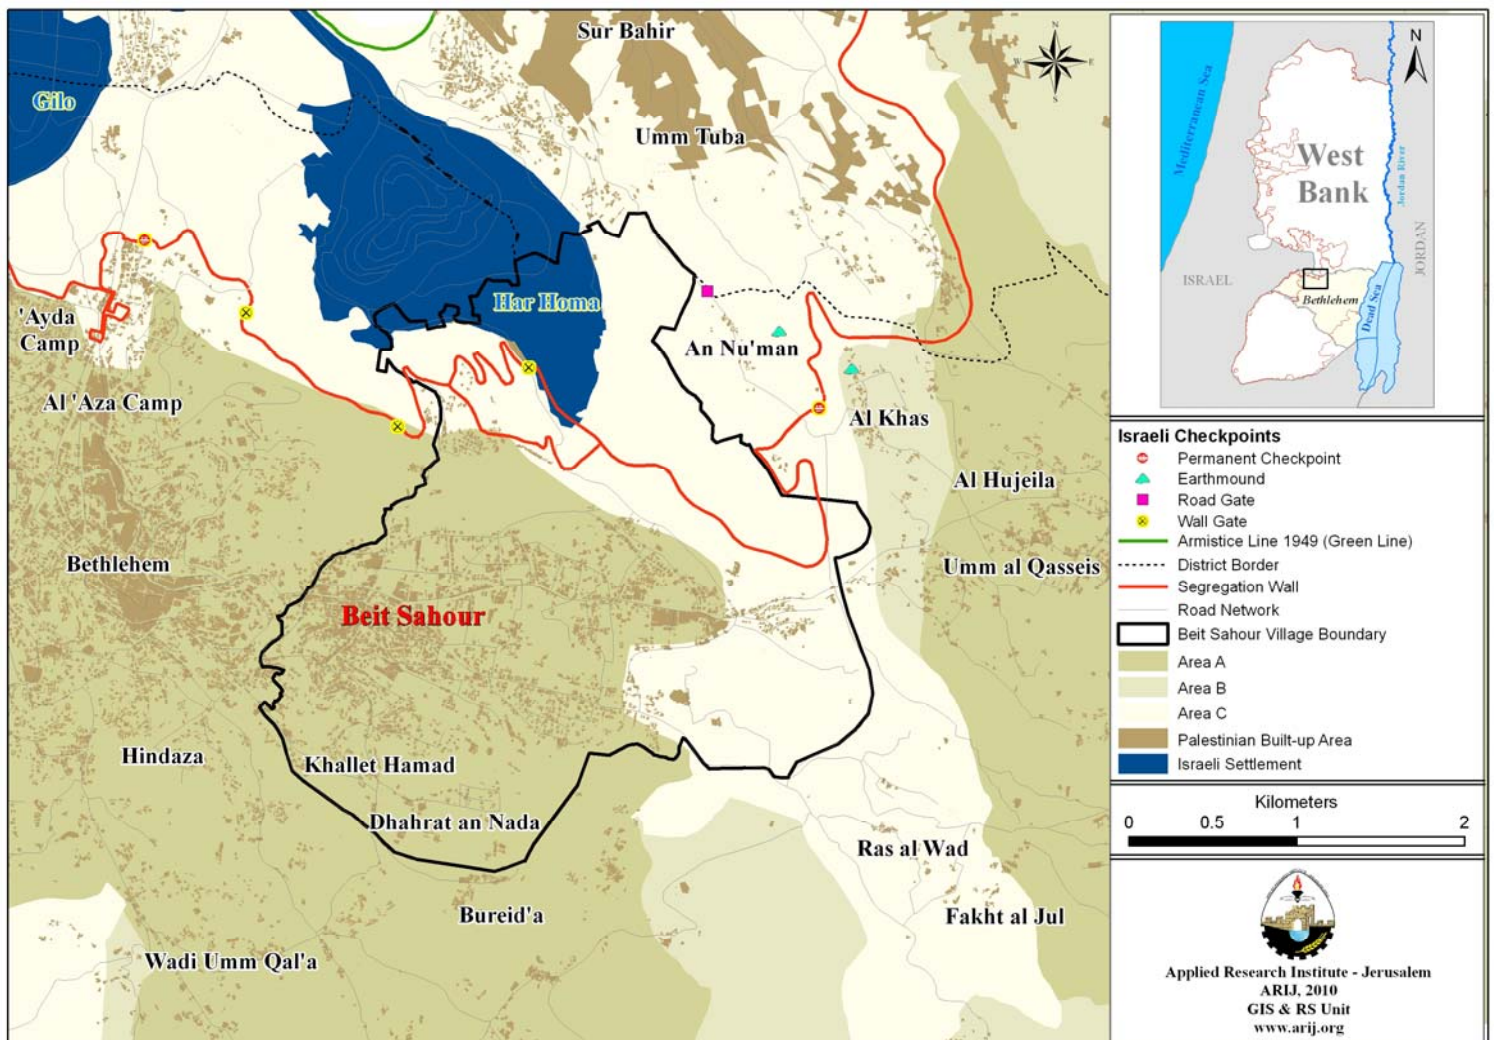 Sur Bahir
Gilo
Umm Tuba
Har Homa
'Ayda
Camp
An Nu'man
Al 'Aza Camp
Al Khas
Al Hujeila
Bethlehem
Umm al Qasseis
Beit Sahour
Hindaza
Khallet Hamad
Dhahrat an Nada
Ras al Wad
Bureid'a
Fakht al Jul
Wadi Umm Qal'a
N
W
E
S
N
Mediterranean Sea
West
Bank
Jordan River
JORDAN
ISRAEL
Bethlehem
Dead Sea
Israeli Checkpoints
Permanent Checkpoint
Earthmound
Road Gate
Wall Gate
Armistice Line 1949 (Green Line)
District Border
Segregation Wall
Road Network
Beit Sahour Village Boundary
Area A
Area B
Area C
Palestinian Built-up Area
Israeli Settlement
Kilometers
0 0.5 1 2
Applied Research Institute - Jerusalem
ARIJ, 2010
GIS & RS Unit
www.arij.org